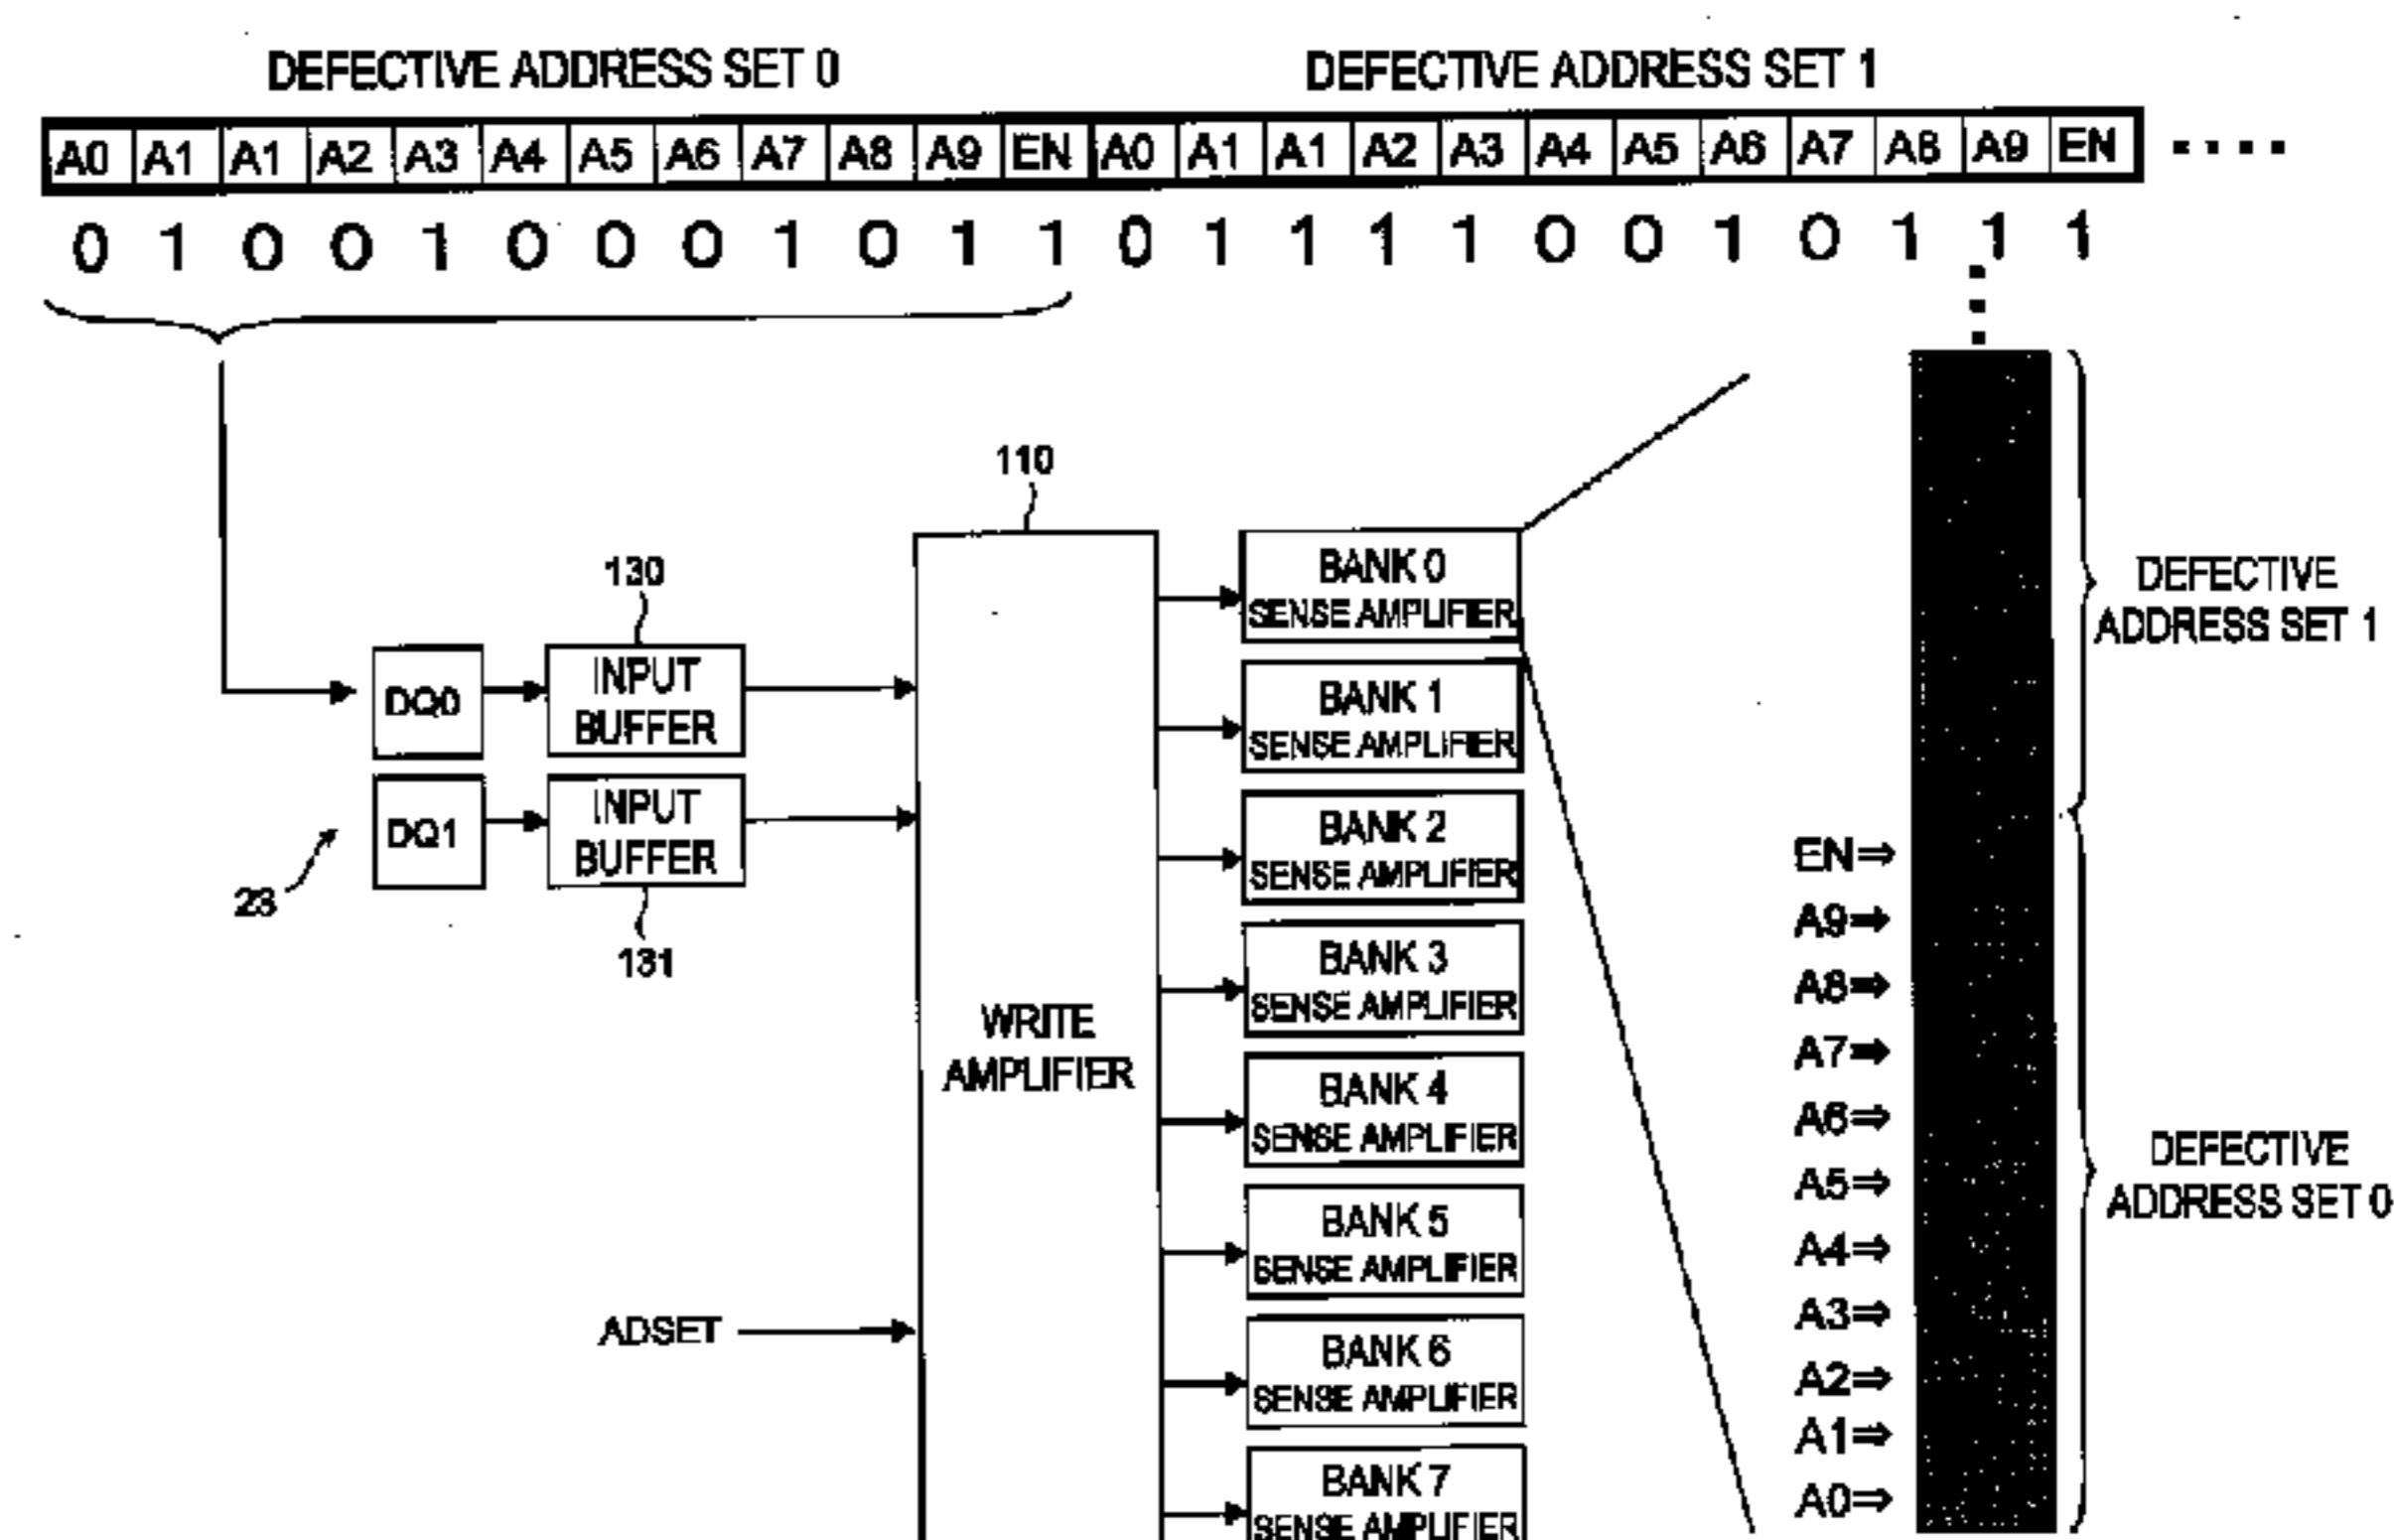 DEFECTIVE ADDRESS SET 0 DEFECTIVE ADDRESS SET 1
A0 A1 A1 A2 A3 A4 A5 A6 A7 A8 A9 EN A0 A1 A1 A2 A3 A4 A5 A6 A7 A8 A9 EN
0 1 0 0 1 0 0 0 1 0 1 1 0 1 1 1 1 0 0 1 0 1 1 1
110
130
DQ0
INPUT
BUFFER
DQ1
INPUT
BUFFER
23
131
WRITE
AMPLIFIER
ADSET
BANK 0
SENSE AMPLIFIER
BANK 1
SENSE AMPLIFIER
BANK 2
SENSE AMPLIFIER
BANK 3
SENSE AMPLIFIER
BANK 4
SENSE AMPLIFIER
BANK 5
SENSE AMPLIFIER
BANK 6
SENSE AMPLIFIER
BANK 7
SENSE AMPLIFIER
DEFECTIVE
ADDRESS SET 1
EN⇒
A9⇒
A8⇒
A7⇒
A6⇒
A5⇒
A4⇒
A3⇒
A2⇒
A1⇒
A0⇒
DEFECTIVE
ADDRESS SET 0